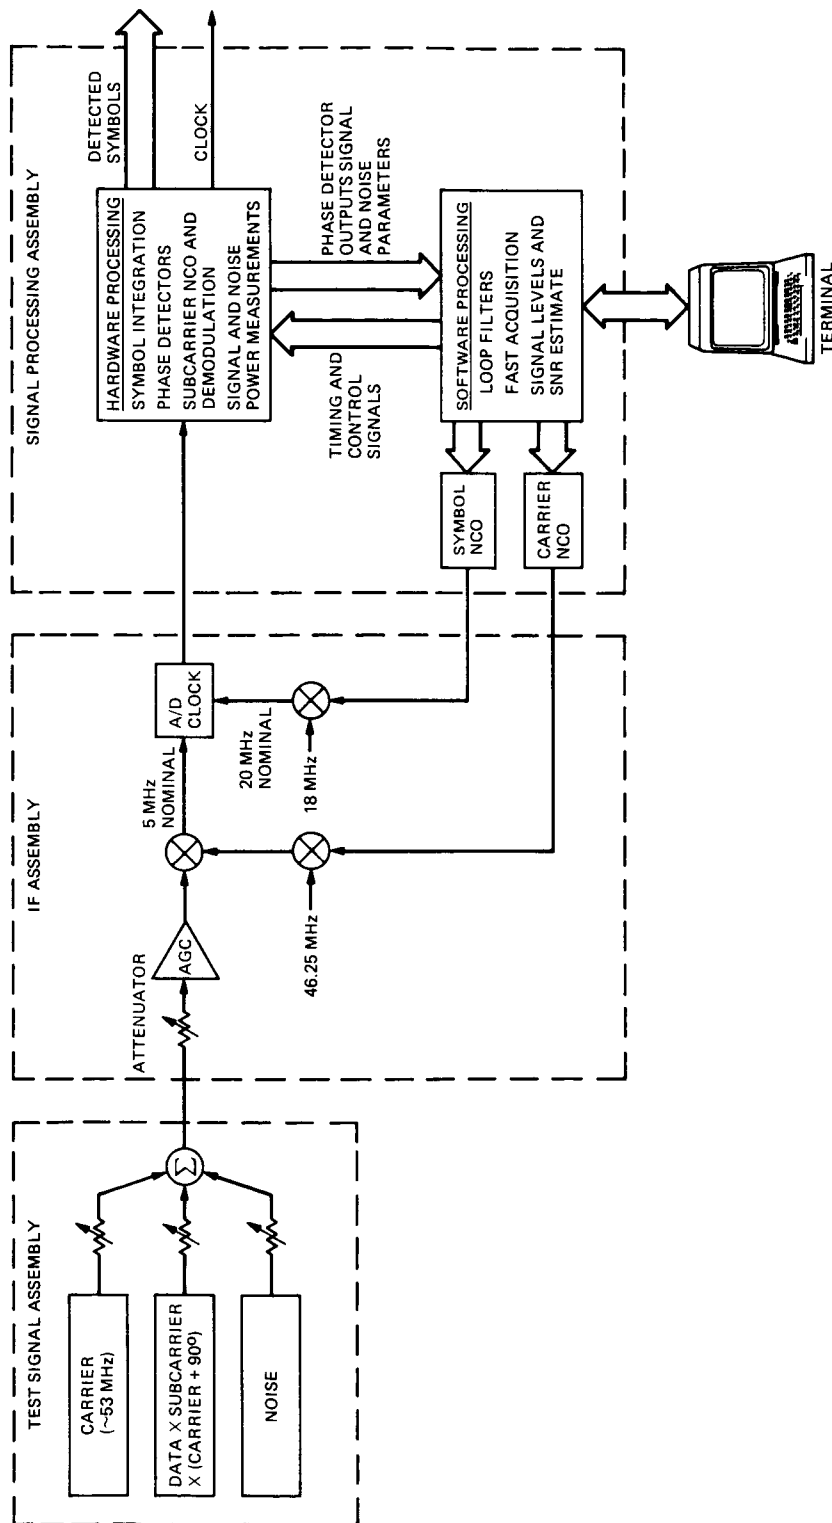 TEST SIGNAL ASSEMBLY
CARRIER
(~53 MHz)
DATA X SUBCARRIER
X (CARRIER + 90º)
NOISE
Σ
IF ASSEMBLY
ATTENUATOR
AGC
5 MHz
NOMINAL
A/D
CLOCK
20 MHz
NOMINAL
46.25 MHz
18 MHz
SIGNAL PROCESSING ASSEMBLY
HARDWARE PROCESSING
SYMBOL INTEGRATION
PHASE DETECTORS
SUBCARRIER NCO AND
DEMODULATION
SIGNAL AND NOISE
POWER MEASUREMENTS
DETECTED
SYMBOLS
CLOCK
TIMING AND
CONTROL
SIGNALS
PHASE DETECTOR
OUTPUTS SIGNAL
AND NOISE
PARAMETERS
SYMBOL
NCO
CARRIER
NCO
SOFTWARE PROCESSING
LOOP FILTERS
FAST ACQUISITION
SIGNAL LEVELS AND
SNR ESTIMATE
TERMINAL